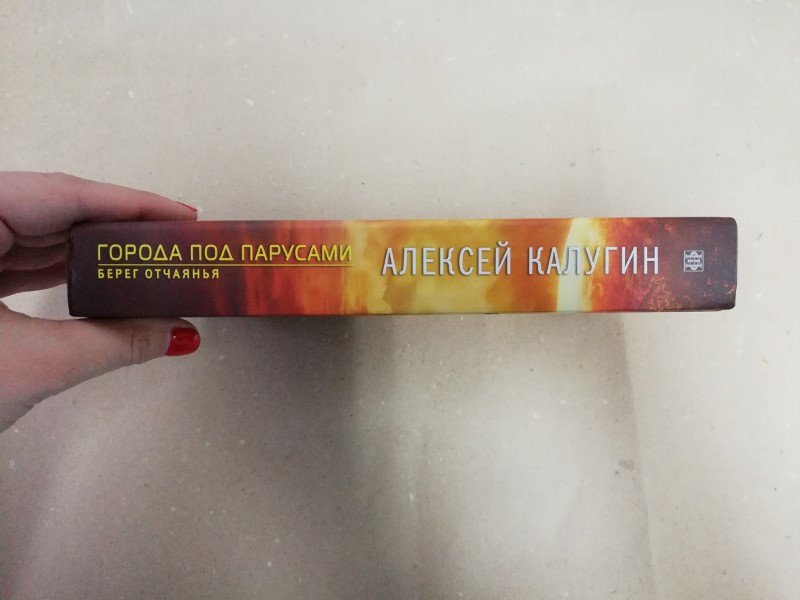 ГОРОДА ПОД ПАРУСАМИ
БЕРЕГ ОТЧАЯНЬЯ
АЛЕКСЕЙ КАЛУГИН